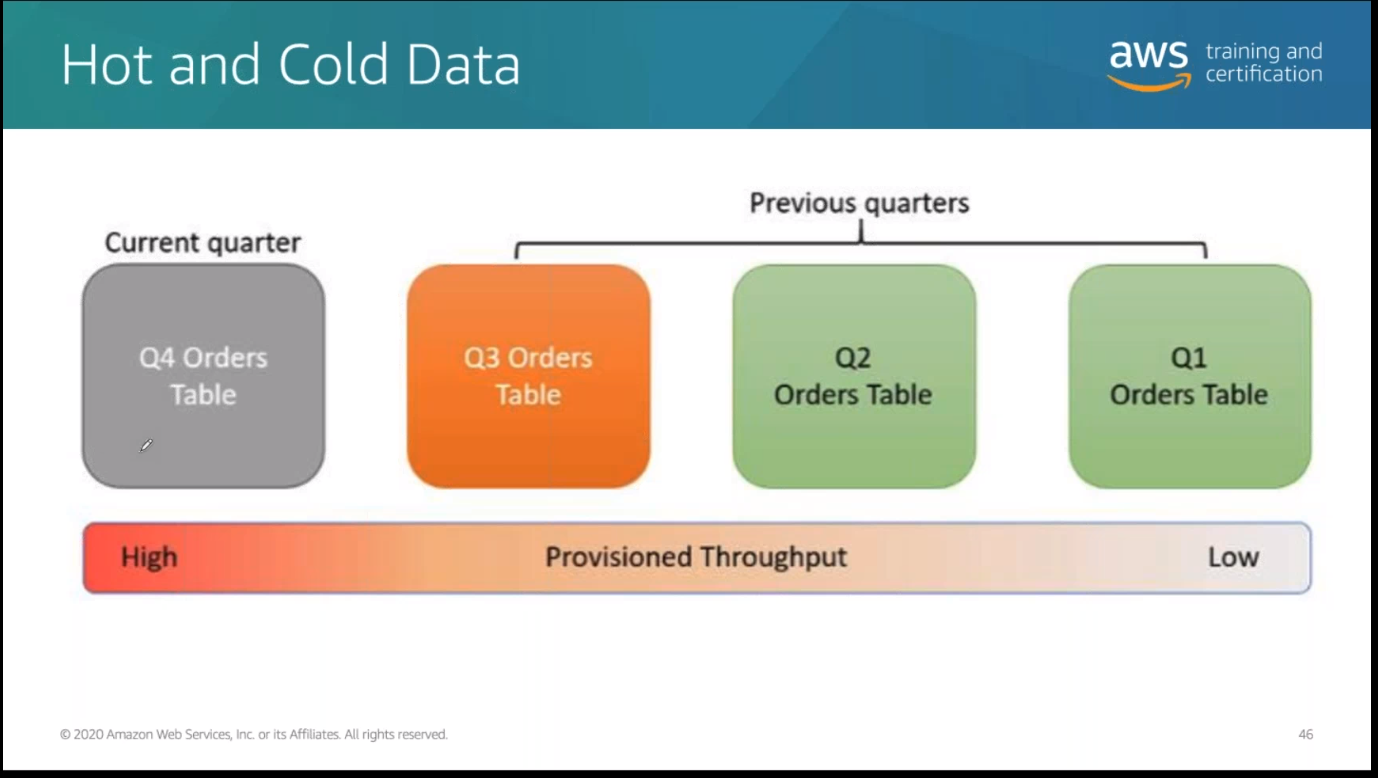 Hot and Cold Data
aws training and
certification
Previous quarters
Current quarter
Q4 Orders
Table
Q3 Orders
Table
Q2
Orders Table
Q1
Orders Table
High Provisioned Throughput Low
© 2020 Amazon Web Services, Inc. or its Affiliates. All rights reserved. 46